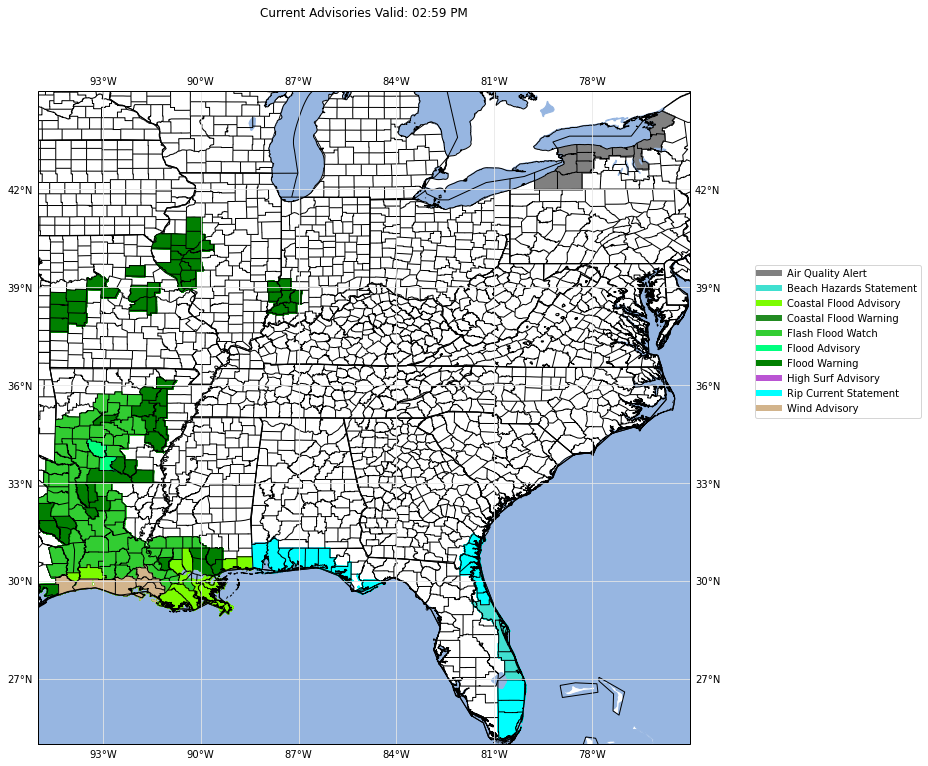 Current Advisories Valid: 02:59 PM
93°W 90°W 87°W 84°W 81°W 78°W
42°N 42°N
39°N 39°N
36°N 36°N
33°N 33°N
30°N 30°N
27°N 27°N
93°W 90°W 87°W 84°W 81°W 78°W
Air Quality Alert
Beach Hazards Statement
Coastal Flood Advisory
Coastal Flood Warning
Flash Flood Watch
Flood Advisory
Flood Warning
High Surf Advisory
Rip Current Statement
Wind Advisory